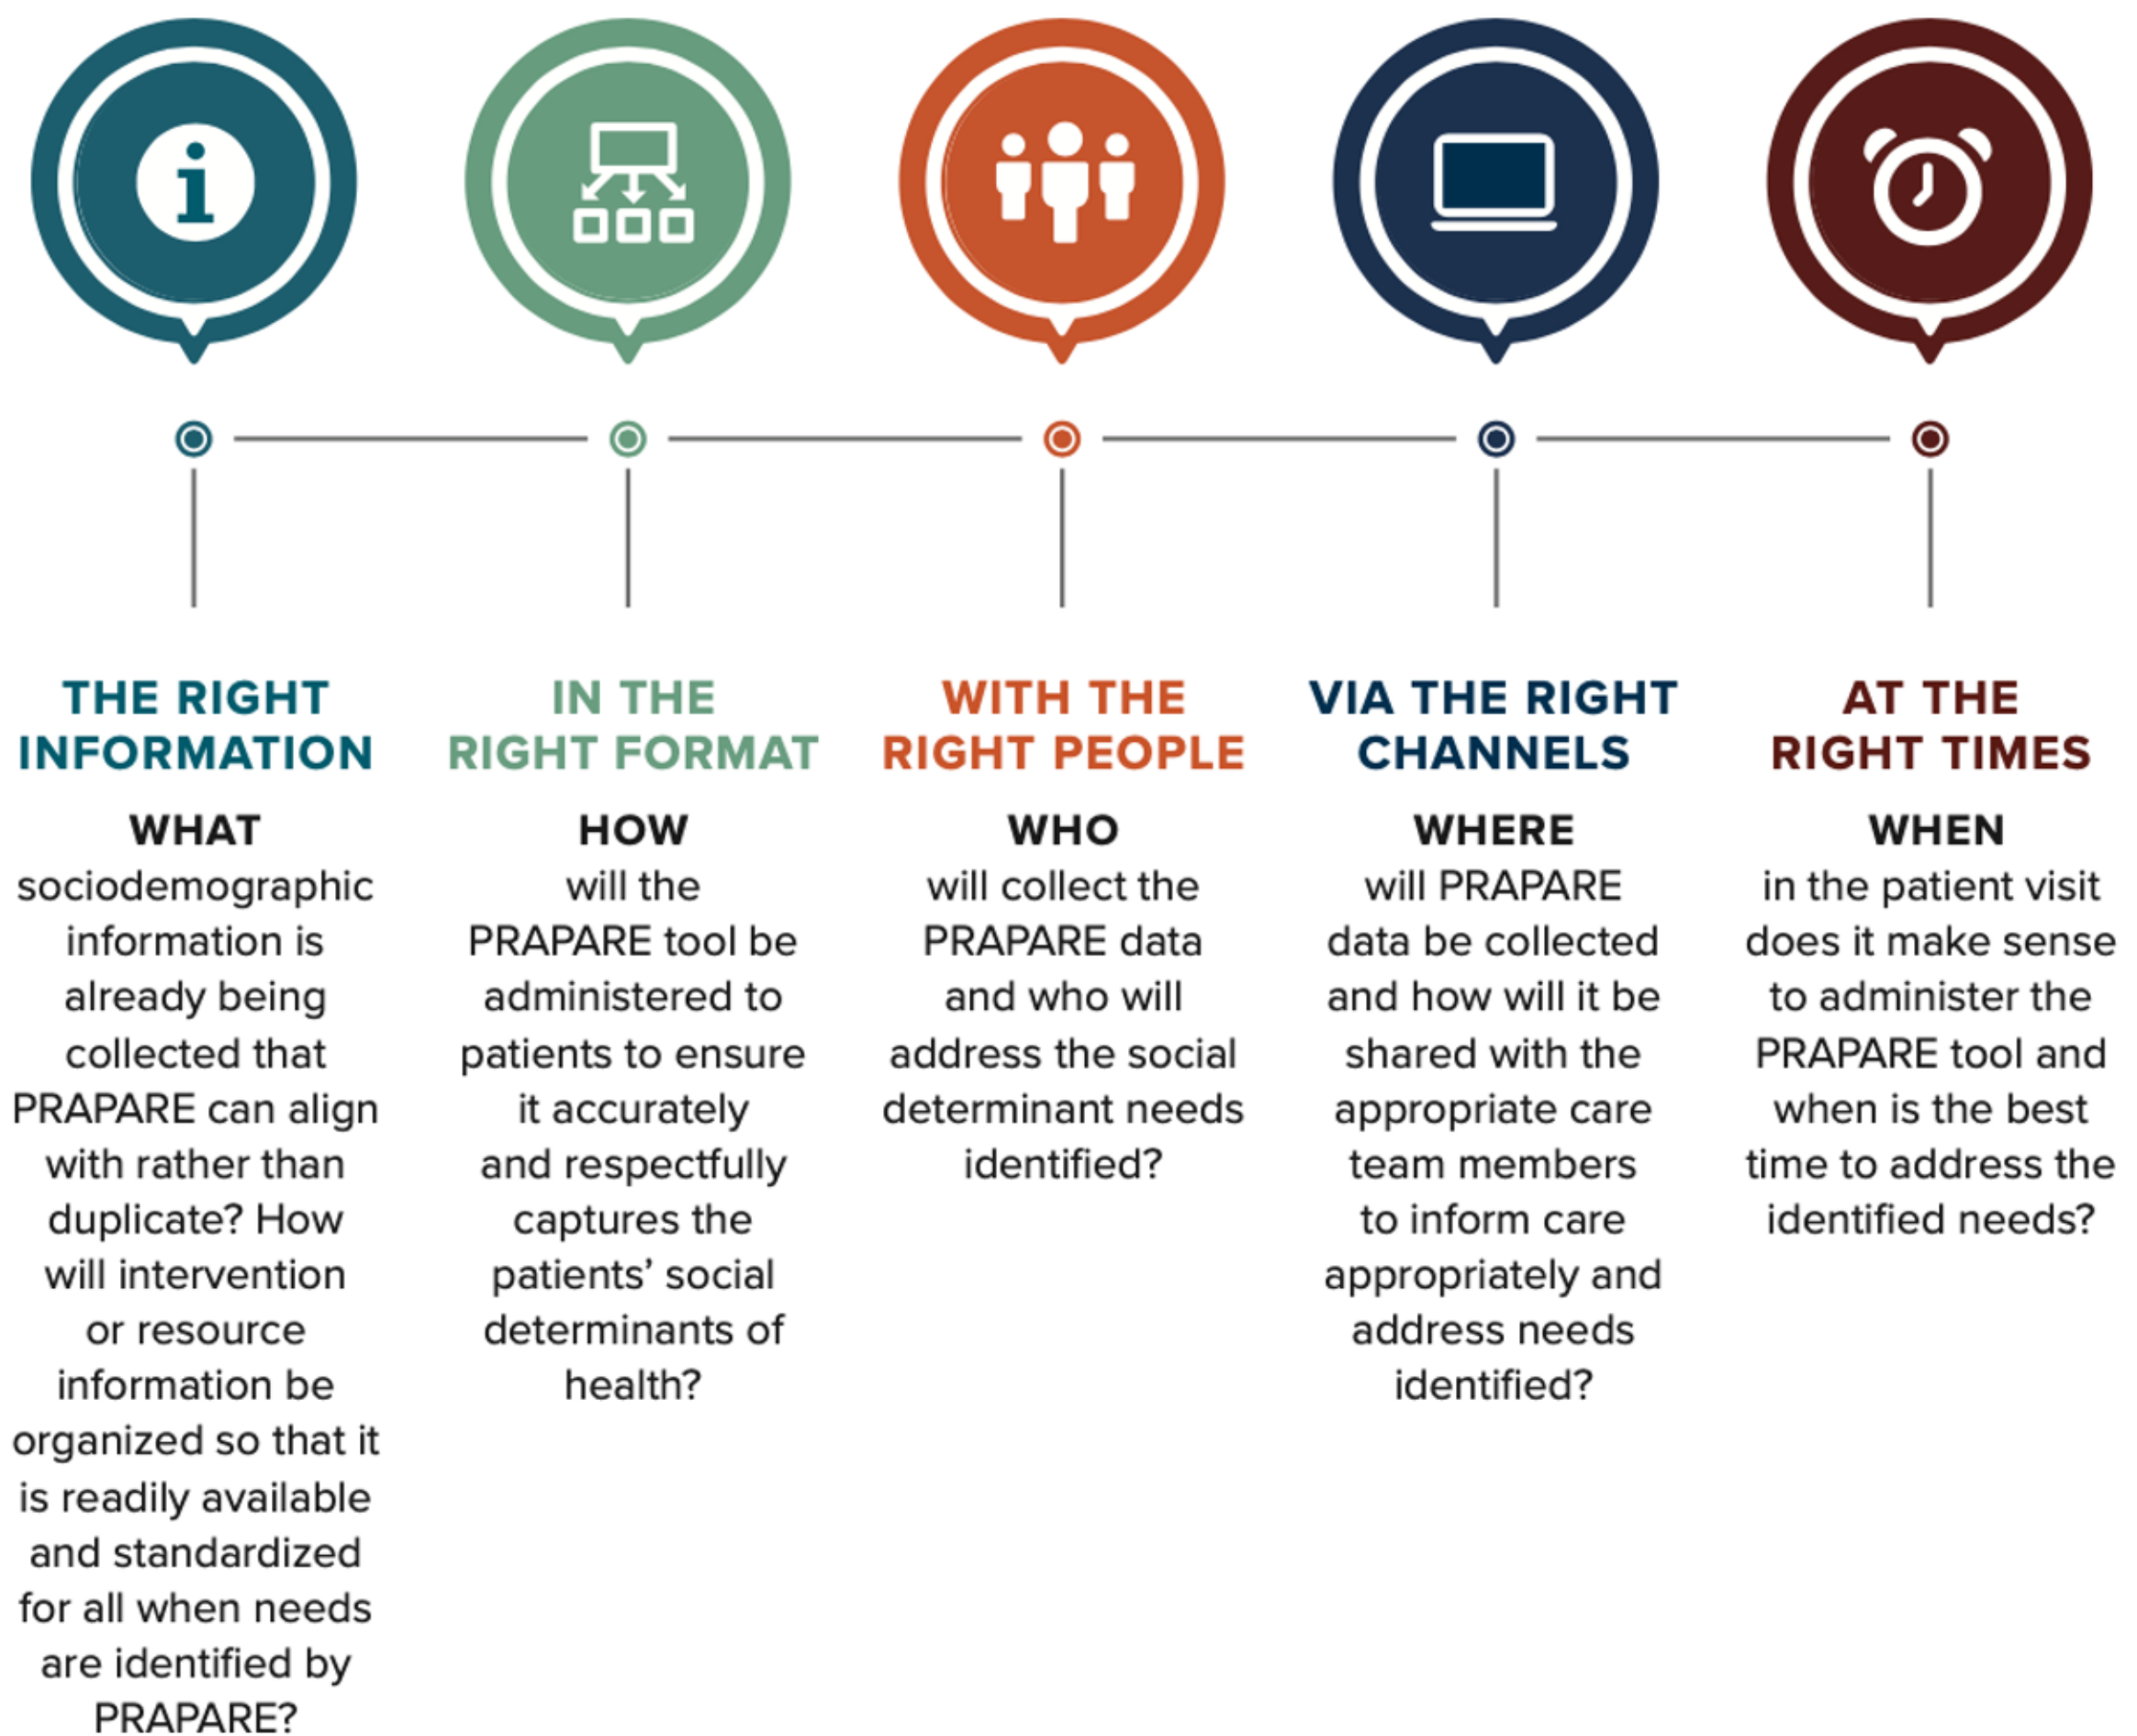 THE RIGHT
INFORMATION
WHAT
sociodemographic
information is
already being
collected that
PRAPARE can align
with rather than
duplicate? How
will intervention
or resource
information be
organized so that it
is readily available
and standardized
for all when needs
are identified by
PRAPARE?
IN THE
RIGHT FORMAT
HOW
will the
PRAPARE tool be
administered to
patients to ensure
it accurately
and respectfully
captures the
patients’ social
determinants of
health?
WITH THE
RIGHT PEOPLE
WHO
will collect the
PRAPARE data
and who will
address the social
determinant needs
identified?
VIA THE RIGHT
CHANNELS
WHERE
will PRAPARE
data be collected
and how will it be
shared with the
appropriate care
team members
to inform care
appropriately and
address needs
identified?
AT THE
RIGHT TIMES
WHEN
in the patient visit
does it make sense
to administer the
PRAPARE tool and
when is the best
time to address the
identified needs?